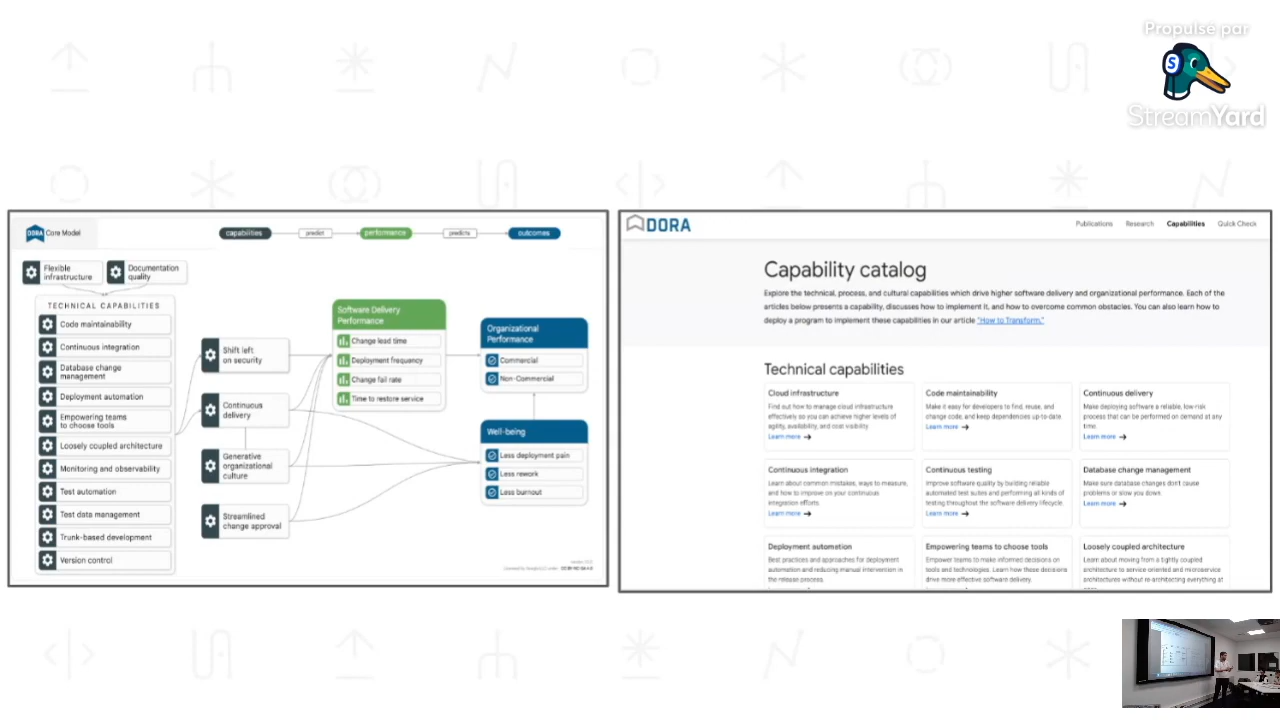 Propulsé par
StreamYard
DORA Core Model
capabilities
predict
performance
predicts
outcomes
Flexible
infrastructure
Documentation
quality
TECHNICAL CAPABILITIES
Code maintainability
Continuous integration
Database change
management
Deployment automation
Empowering teams
to choose tools
Loosely coupled architecture
Monitoring and observability
Test automation
Test data management
Trunk-based development
Version control
Shift left
on security
Continuous
delivery
Generative
organizational
culture
Streamlined
change approval
Software Delivery
Performance
Change lead time
Deployment frequency
Change fail rate
Time to restore service
Organizational
Performance
Commercial
Non-Commercial
Well-being
Less deployment pain
Less rework
Less burnout
DORA
Publications
Research
Capabilities
Quick Check
Capability catalog
Explore the technical, process, and cultural capabilities which drive higher software delivery and organizational performance. Each of the
articles below presents a capability, discusses how to implement it, and how to overcome common obstacles. You can also learn how to
deploy a program to implement these capabilities in our article "How to Transform."
Technical capabilities
Cloud infrastructure
Find out how to manage cloud infrastructure
effectively so you can achieve higher levels of
agility, availability, and cost visibility.
Learn more
Code maintainability
Make it easy for developers to find, reuse, and
change code, and keep dependencies up-to-date.
Learn more
Continuous delivery
Make deploying software a reliable, low-risk
process that can be performed on demand at any
time.
Learn more
Continuous integration
Learn about common mistakes, ways to measure,
and how to improve on your continuous
integration efforts.
Learn more
Continuous testing
Improve software quality by building reliable
automated test suites and performing all kinds of
testing throughout the software delivery lifecycle.
Learn more
Database change management
Make sure database changes don't cause
problems or slow you down.
Learn more
Deployment automation
Best practices and approaches for deployment
automation and reducing manual intervention in
the release process.
Empowering teams to choose tools
Empower teams to make informed decisions on
tools and technologies. Learn how these decisions
drive more effective software delivery.
Loosely coupled architecture
Learn about moving from a tightly coupled
architecture to service oriented and microservice
architectures without re-architecting everything at